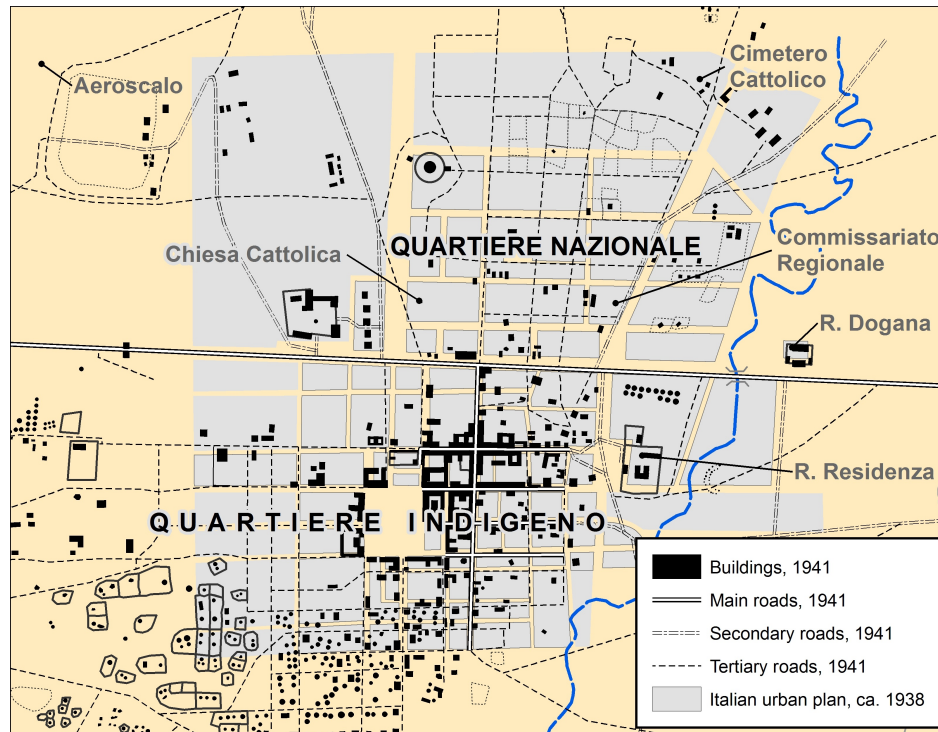 Cimetero
Cattolico
Aeroscalo
QUARTIERE NAZIONALE
Commissariato
Regionale
Chiesa Cattolica
R. Dogana
R. Residenza
QUARTIERE INDIGENO
Buildings, 1941
Main roads, 1941
Secondary roads, 1941
Tertiary roads, 1941
Italian urban plan, ca. 1938